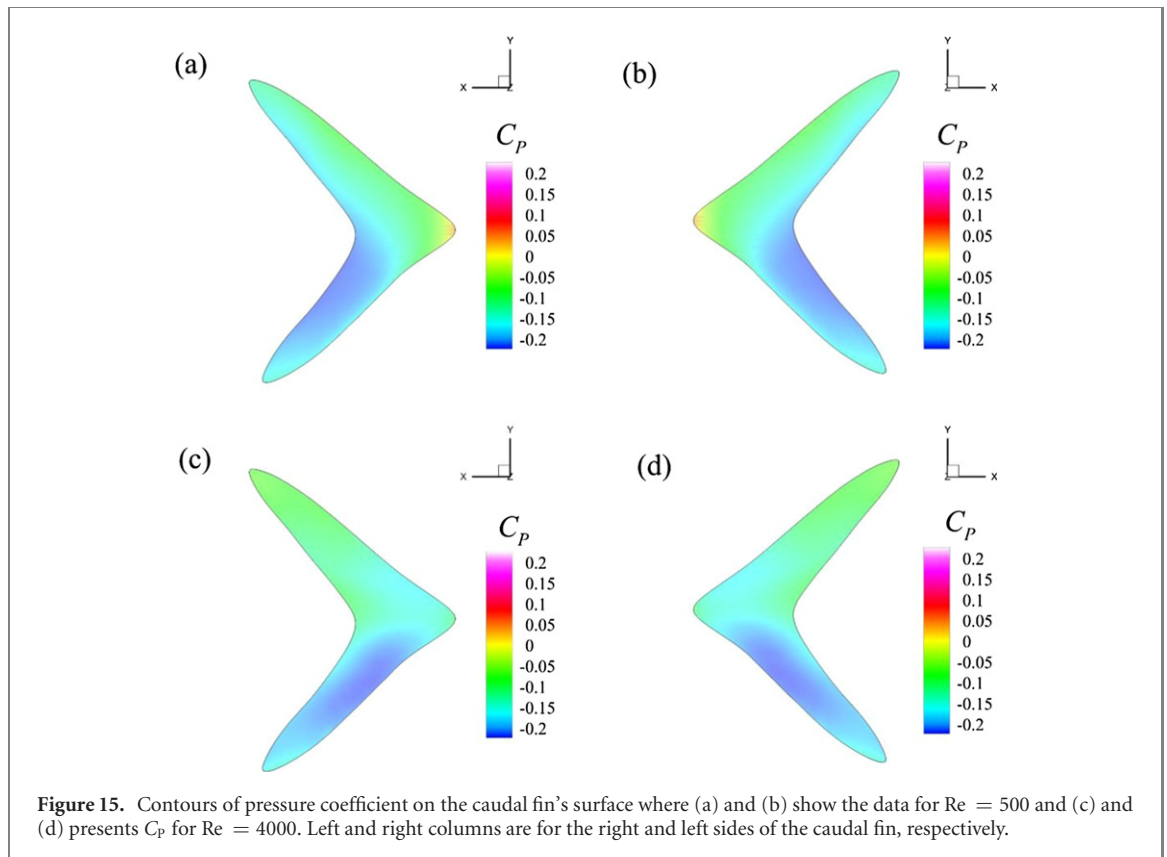 (a)
Y
X
Z
C_P
0.2
0.15
0.1
0.05
0
-0.05
-0.1
-0.15
-0.2
(b)
Y
X
Z
C_P
0.2
0.15
0.1
0.05
0
-0.05
-0.1
-0.15
-0.2
(c)
Y
X
Z
C_P
0.2
0.15
0.1
0.05
0
-0.05
-0.1
-0.15
-0.2
(d)
Y
X
Z
C_P
0.2
0.15
0.1
0.05
0
-0.05
-0.1
-0.15
-0.2
Figure 15. Contours of pressure coefficient on the caudal fin's surface where (a) and (b) show the data for Re = 500 and (c) and
(d) presents C_P for Re = 4000. Left and right columns are for the right and left sides of the caudal fin, respectively.